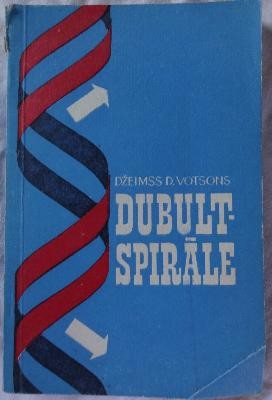 DŽEIMSS D. VOTSONS
DUBULT-
SPIRĀLE